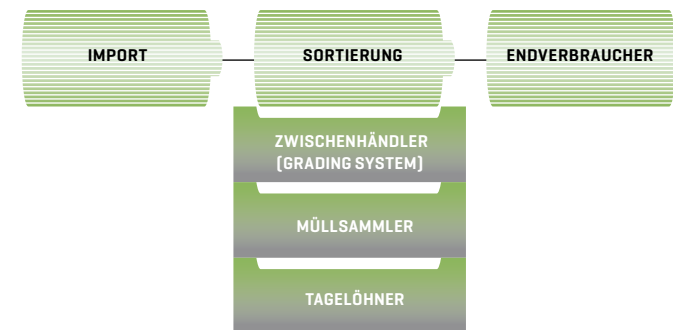 IMPORT
SORTIERUNG
ENDVERBRAUCHER
ZWISCHENHÄNDLER
(GRADING SYSTEM)
MÜLLSAMMLER
TAGELÖHNER